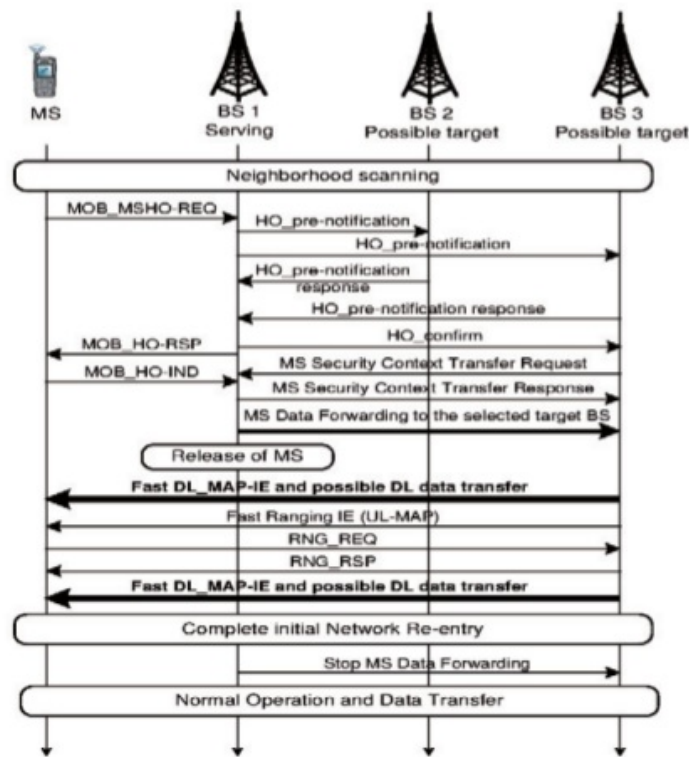 MS
BS 1
Serving
BS 2
Possible target
BS 3
Possible target
Neighborhood scanning
MOB_MSHO-REQ
HO_pre-notification
HO_pre-notification
HO_pre-notification
response
HO_pre-notification response
MOB_HO-RSP
HO_confirm
MS Security Context Transfer Request
MOB_HO-IND
MS Security Context Transfer Response
MS Data Forwarding to the selected target BS
Release of MS
Fast DL_MAP-IE and possible DL data transfer
Fast Ranging IE (UL-MAP)
RNG_REQ
RNG_RSP
Fast DL_MAP-IE and possible DL data transfer
Complete initial Network Re-entry
Stop MS Data Forwarding
Normal Operation and Data Transfer